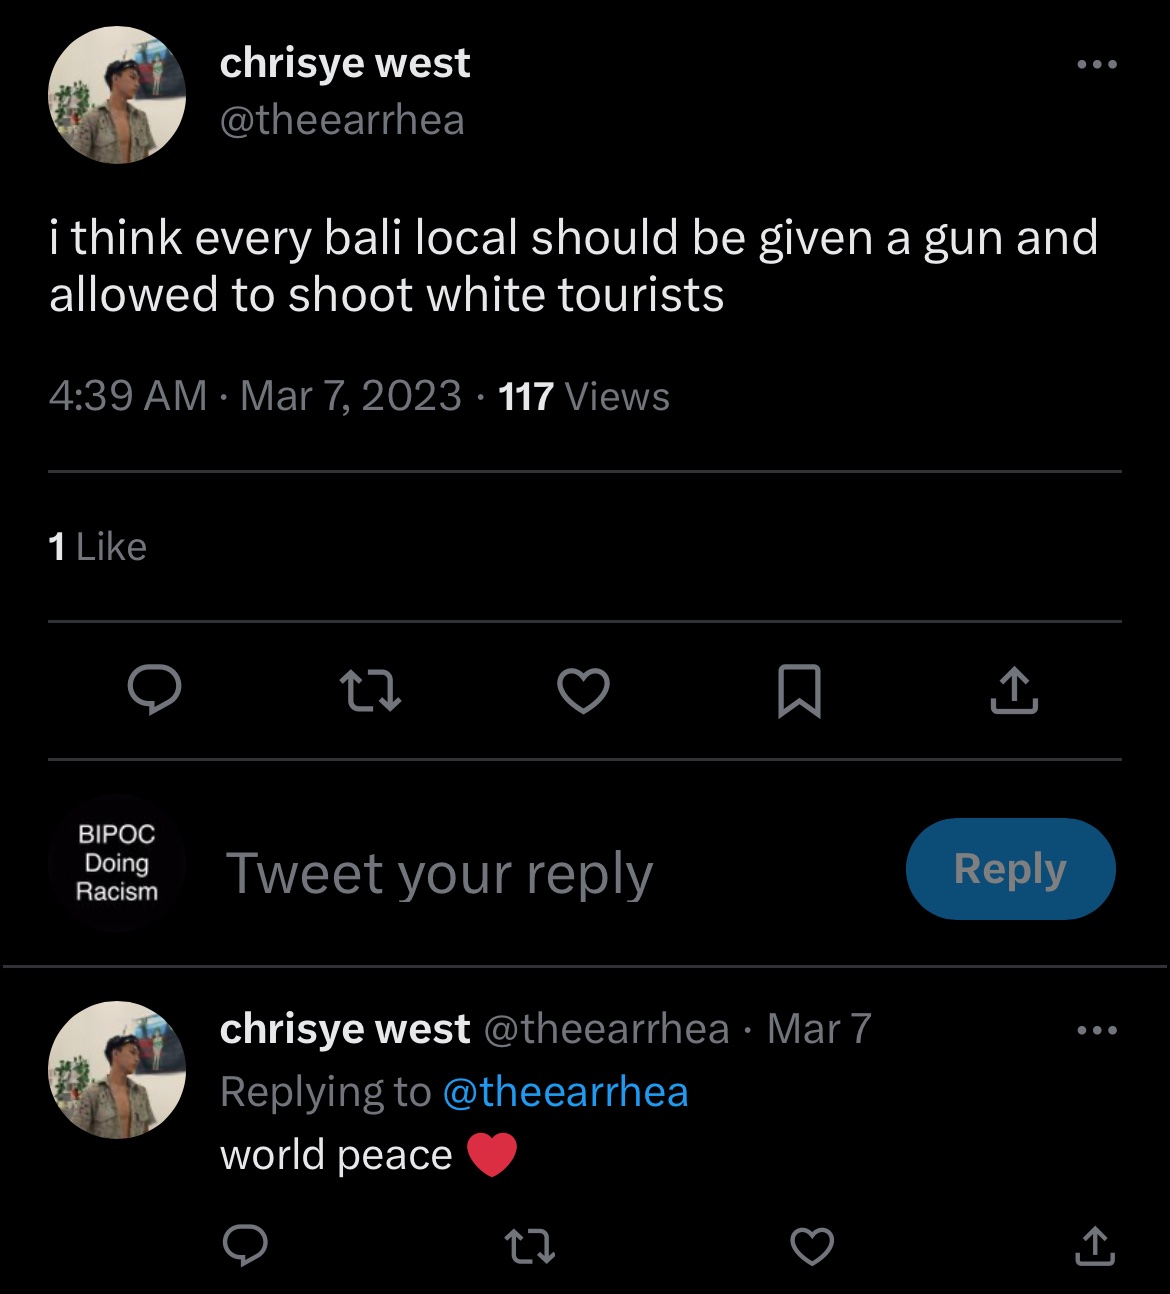 chrisye west
@theearrhea
i think every bali local should be given a gun and
allowed to shoot white tourists
4:39 AM · Mar 7, 2023 · 117 Views
1 Like
BIPOC
Doing
Racism
Tweet your reply
Reply
chrisye west @theearrhea · Mar 7
Replying to @theearrhea
world peace ❤️